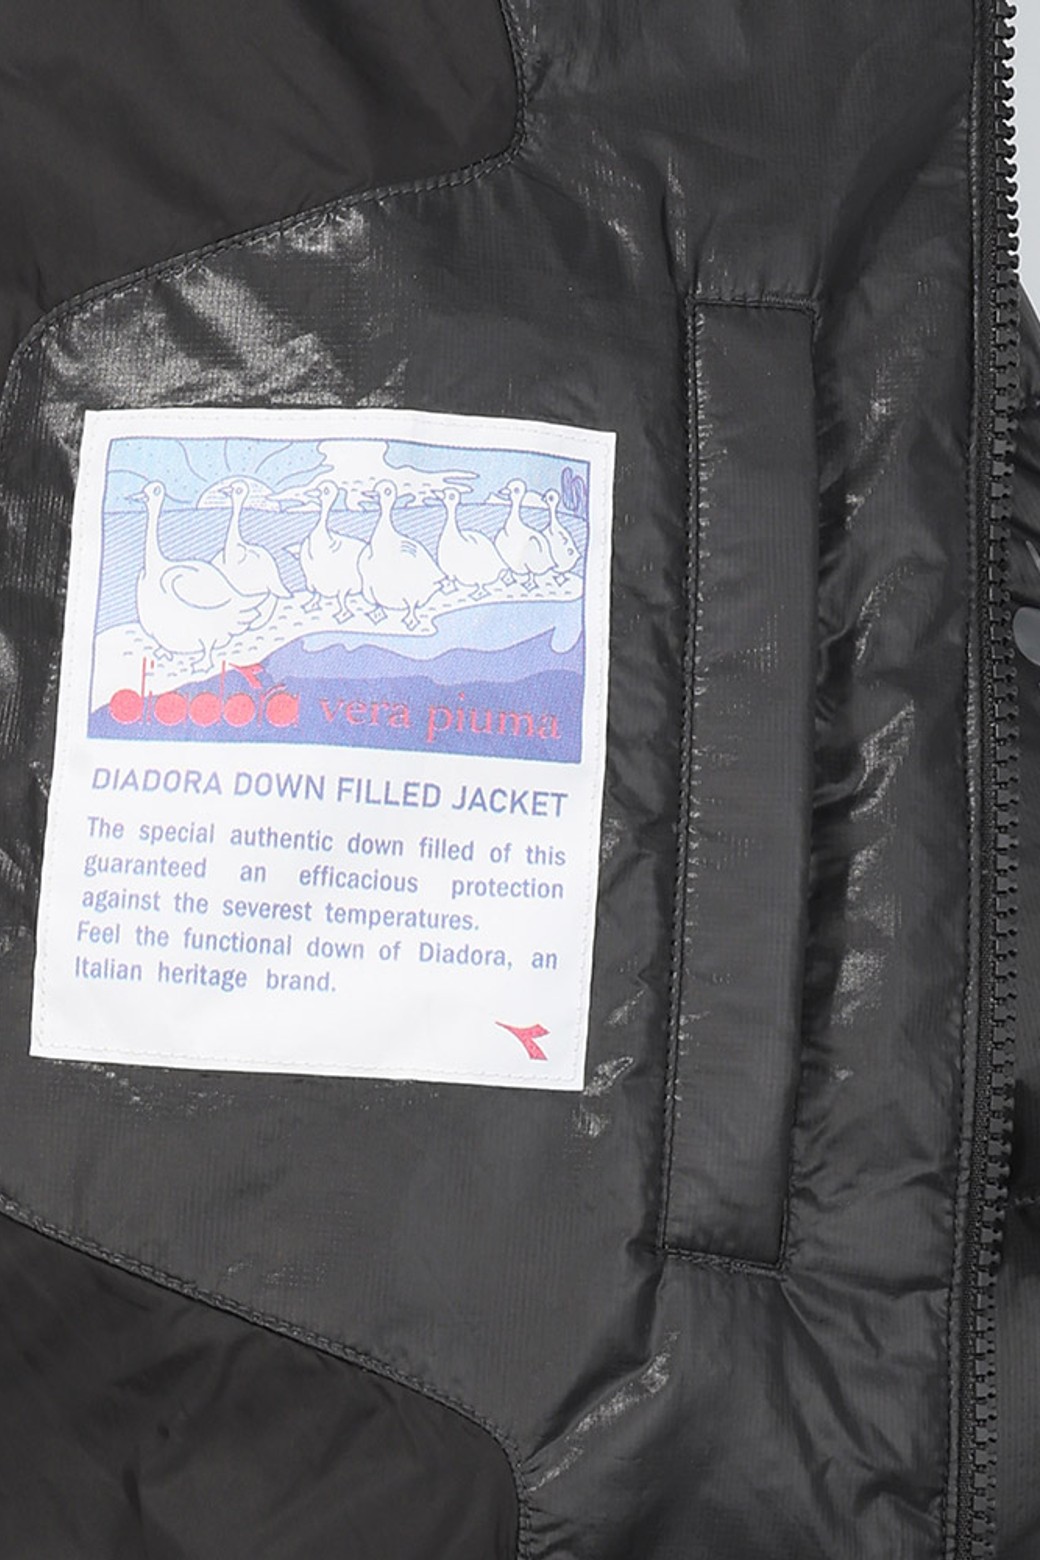 diadora vera piuma
DIADORA DOWN FILLED JACKET
The special authentic down filled of this
guaranteed an efficacious protection
against the severest temperatures.
Feel the functional down of Diadora, an
Italian heritage brand.